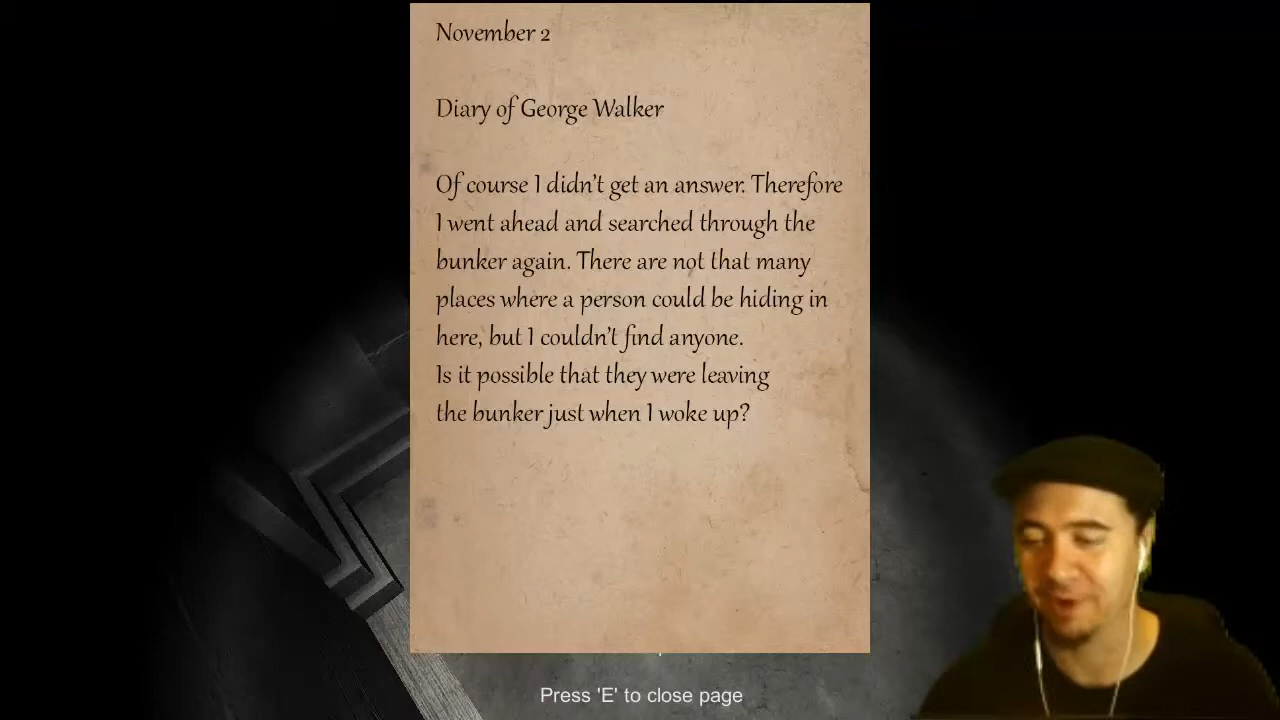 November 2
Diary of George Walker
Of course I didn't get an answer. Therefore
I went ahead and searched through the
bunker again. There are not that many
places where a person could be hiding in
here, but I couldn't find anyone.
Is it possible that they were leaving
the bunker just when I woke up?
Press 'E' to close page